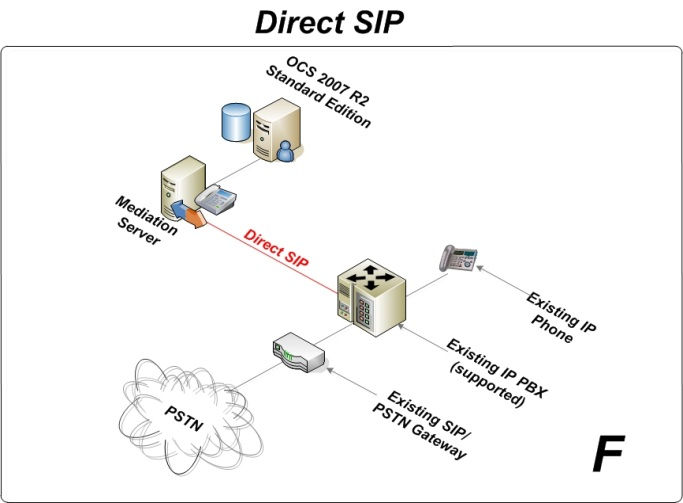 Direct SIP
OCS 2007 R2
Standard Edition
Mediation
Server
Direct SIP
Existing IP
Phone
Existing IP PBX
(supported)
Existing SIP/
PSTN Gateway
PSTN
F